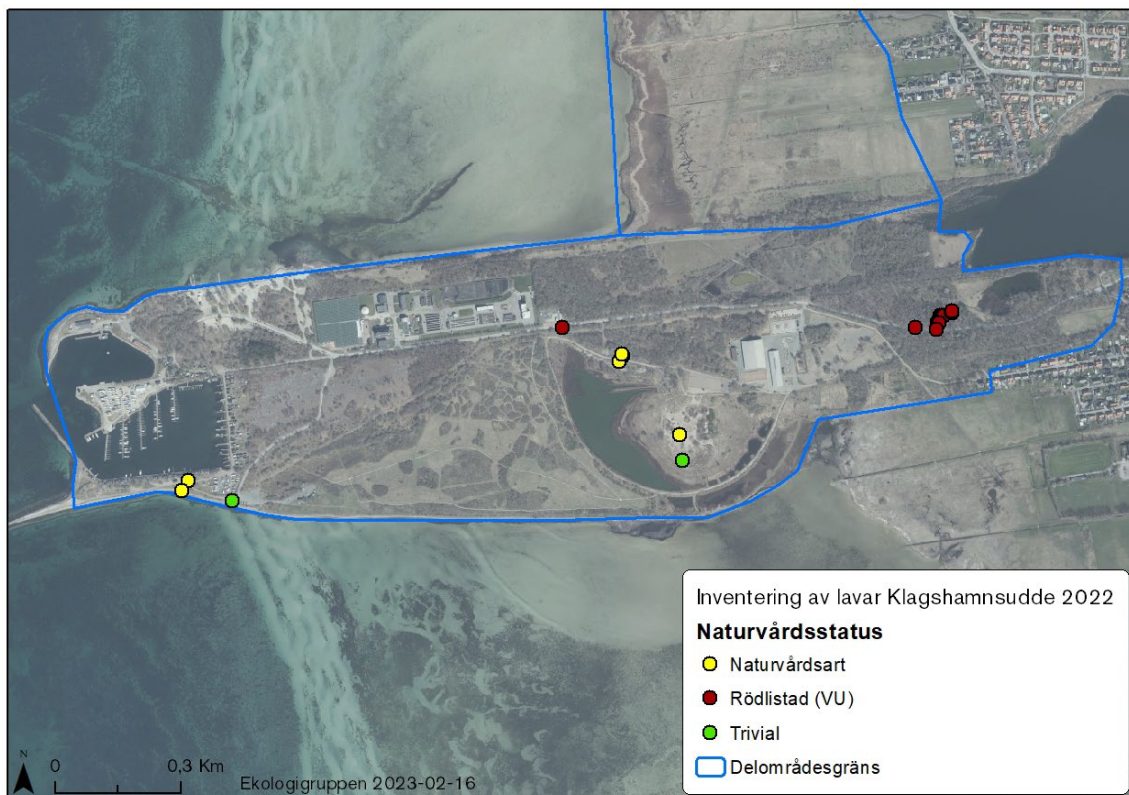 Inventering av lavar Klagshamnsudde 2022
Naturvårdsstatus
Naturvårdsart
Rödlistad (VU)
Trivial
Delområdesgräns
N
0 0,3 Km
Ekologigruppen 2023-02-16